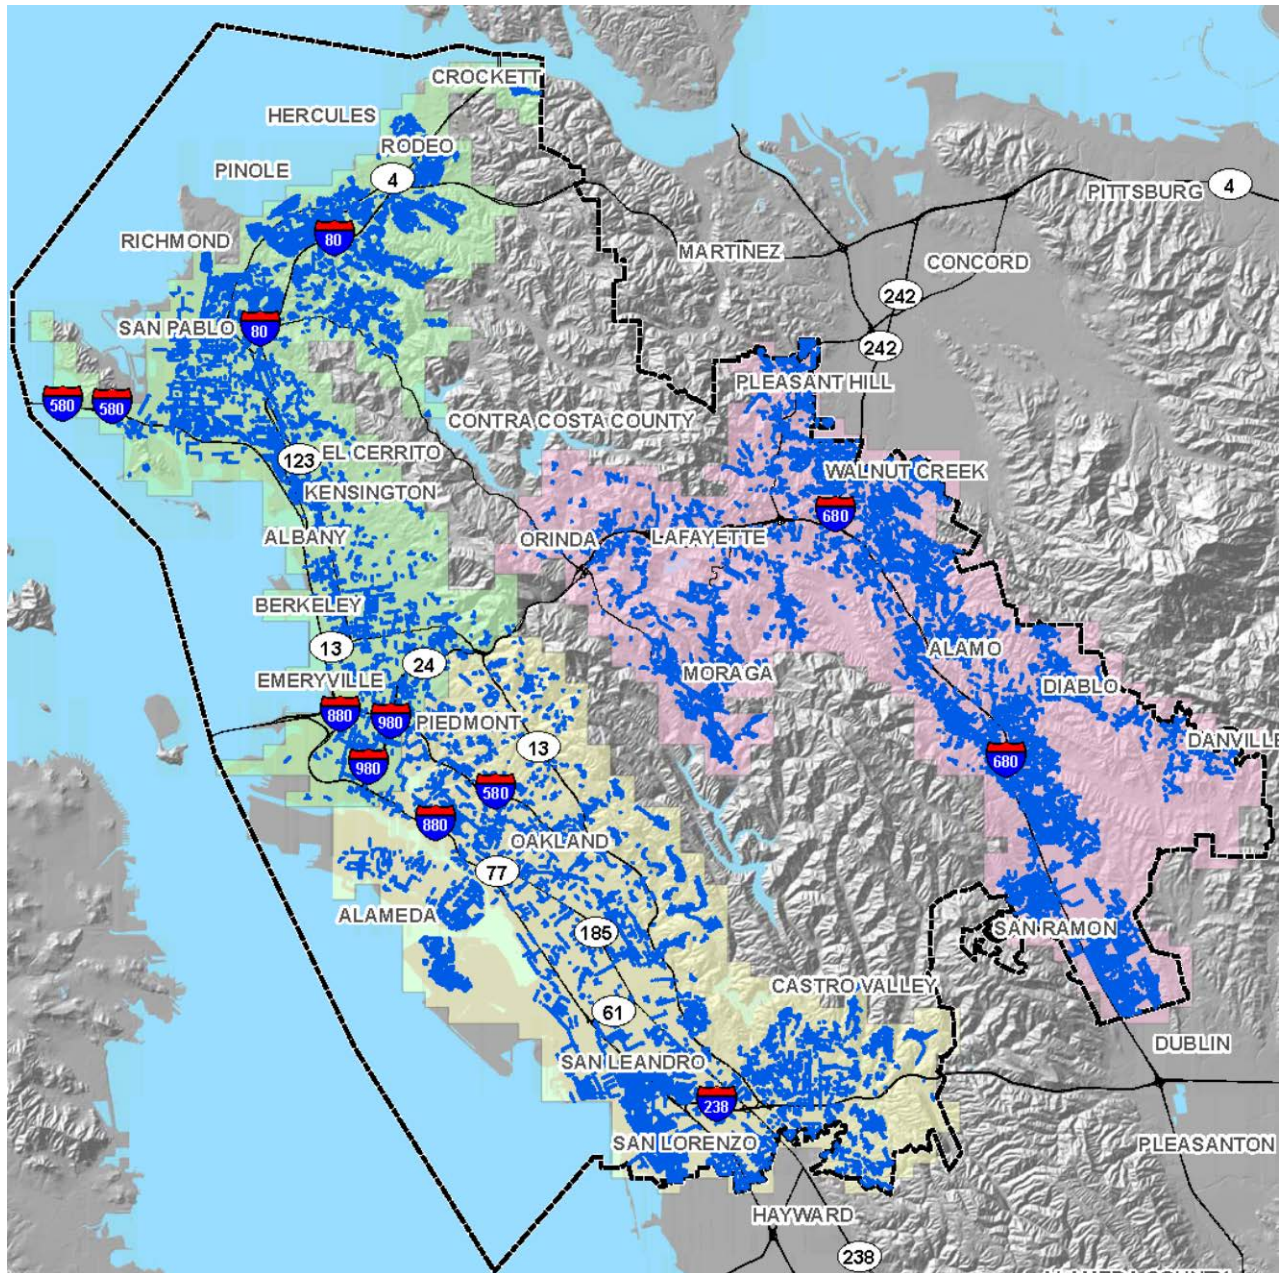 CROCKETT
HERCULES
RODEO
PINOLE
4
4
PITTSBURG
RICHMOND
80
MARTINEZ
CONCORD
242
SAN PABLO
80
242
PLEASANT HILL
580
580
CONTRA COSTA COUNTY
123
EL CERRITO
WALNUT CREEK
KENSINGTON
680
ALBANY
ORINDA
LAFAYETTE
BERKELEY
13
24
ALAMO
EMERYVILLE
MORAGA
DIABLO
880
980
PIEDMONT
13
DANVILLE
980
680
580
880
OAKLAND
77
ALAMEDA
185
SAN RAMON
CASTRO VALLEY
61
DUBLIN
SAN LEANDRO
238
SAN LORENZO
PLEASANTON
HAYWARD
238